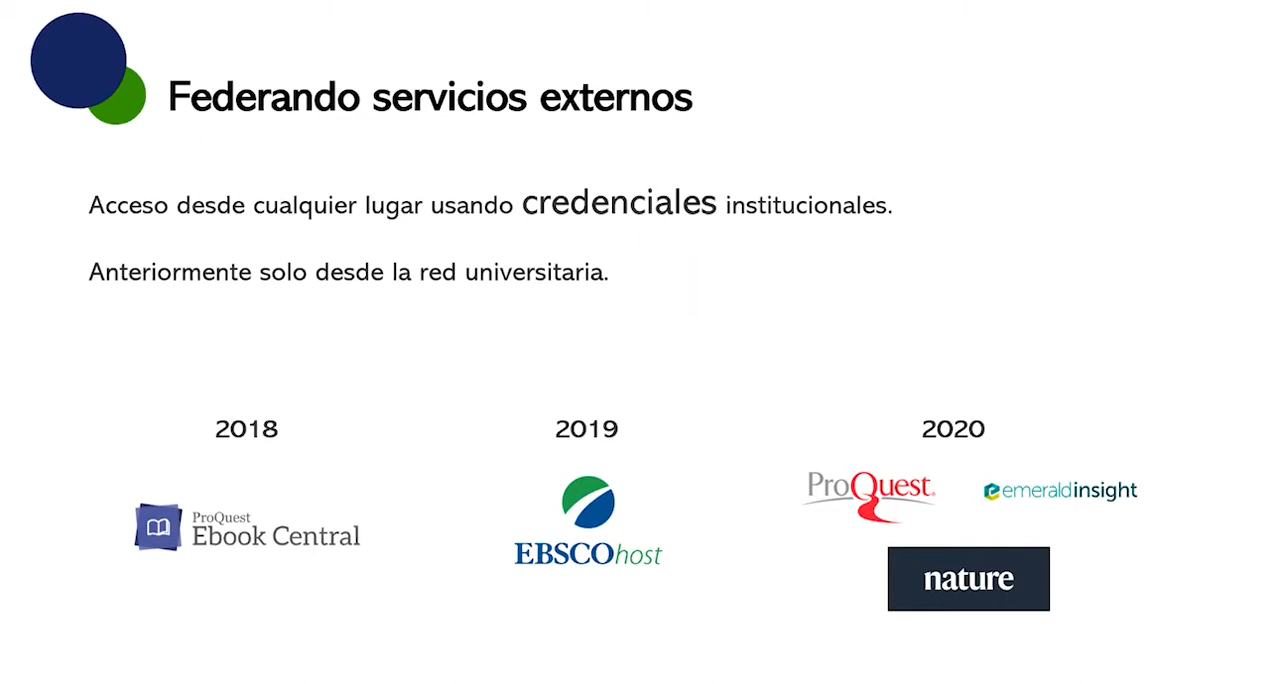 Federando servicios externos
Acceso desde cualquier lugar usando credenciales institucionales.
Anteriormente solo desde la red universitaria.
2018
2019
2020
ProQuest
Ebook Central
EBSCOhost
ProQuest
emeraldinsight
nature